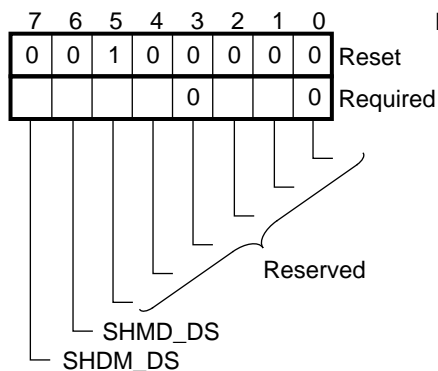 7 6 5 4 3 2 1 0
0 0 1 0 0 0 0 0 Reset
0 0 Required
Reserved
SHMD_DS
SHDM_DS